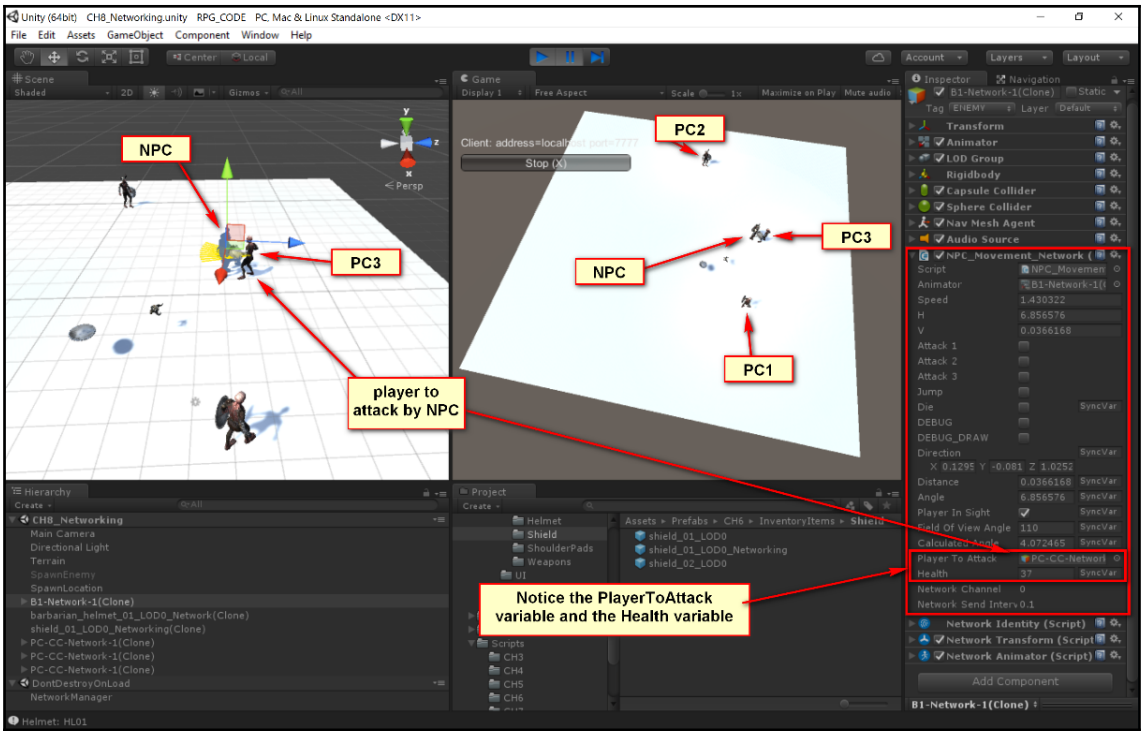 Unity (64bit) CH8_Networking.unity RPG_CODE PC, Mac & Linux Standalone <DX11>
File Edit Assets GameObject Component Window Help
Center Local
Account Layers Layout
Scene
Shaded 2D Gizmos All
NPC
y
z
x
Persp
PC3
player to
attack by NPC
Game
Display 1 Free Aspect Scale 1x Maximize on Play Mute audio
Client: address=localhost port=7777
Stop (X)
PC2
PC3
NPC
PC1
Hierarchy
Create All
CH8_Networking
Main Camera
Directional Light
Terrain
SpawnEnemy
SpawnLocation
B1-Network-1(Clone)
barbarian_helmet_01_LOD0_Network(Clone)
shield_01_LOD0_Networking(Clone)
PC-CC-Network-1(Clone)
PC-CC-Network-1(Clone)
PC-CC-Network-1(Clone)
DontDestroyOnLoad
NetworkManager
Project
Create
Helmet
Shield
ShoulderPads
Weapons
UI
Scripts
CH3
CH4
CH5
CH6
Assets Prefabs CH6 InventoryItems Shield
shield_01_LOD0
shield_01_LOD0_Networking
shield_02_LOD0
Notice the PlayerToAttack
variable and the Health variable
Inspector Navigation
B1-Network-1(Clone) Static
Tag ENEMY Layer Default
Transform
Animator
LOD Group
Rigidbody
Capsule Collider
Sphere Collider
Nav Mesh Agent
Audio Source
NPC_Movement_Network (
Script NPC_Movemen
Animator B1-Network-1(
Speed 1.430322
H 6.856576
V 0.0366168
Attack 1
Attack 2
Attack 3
Jump
Die SyncVar
DEBUG
DEBUG_DRAW
Direction SyncVar
X 0.1295 Y -0.081 Z 1.0252
Distance 0.0366168 SyncVar
Angle 6.856576 SyncVar
Player In Sight SyncVar
Field Of View Angle 110 SyncVar
Calculated Angle 4.072465 SyncVar
Player To Attack PC-CC-Networ
Health 37 SyncVar
Network Channel 0
Network Send Interv 0.1
Network Identity (Script)
Network Transform (Script
Network Animator (Script)
Add Component
B1-Network-1(Clone)
Helmet: HL01